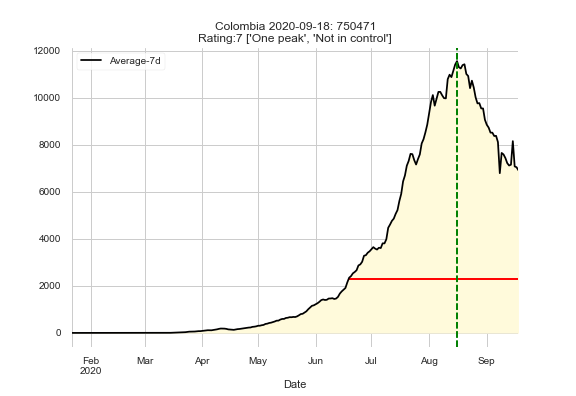 Colombia 2020-09-18: 750471
Rating:7 ['One peak', 'Not in control']
Average-7d
12000
10000
8000
6000
4000
2000
0
Feb Mar Apr May Jun Jul Aug Sep
2020
Date